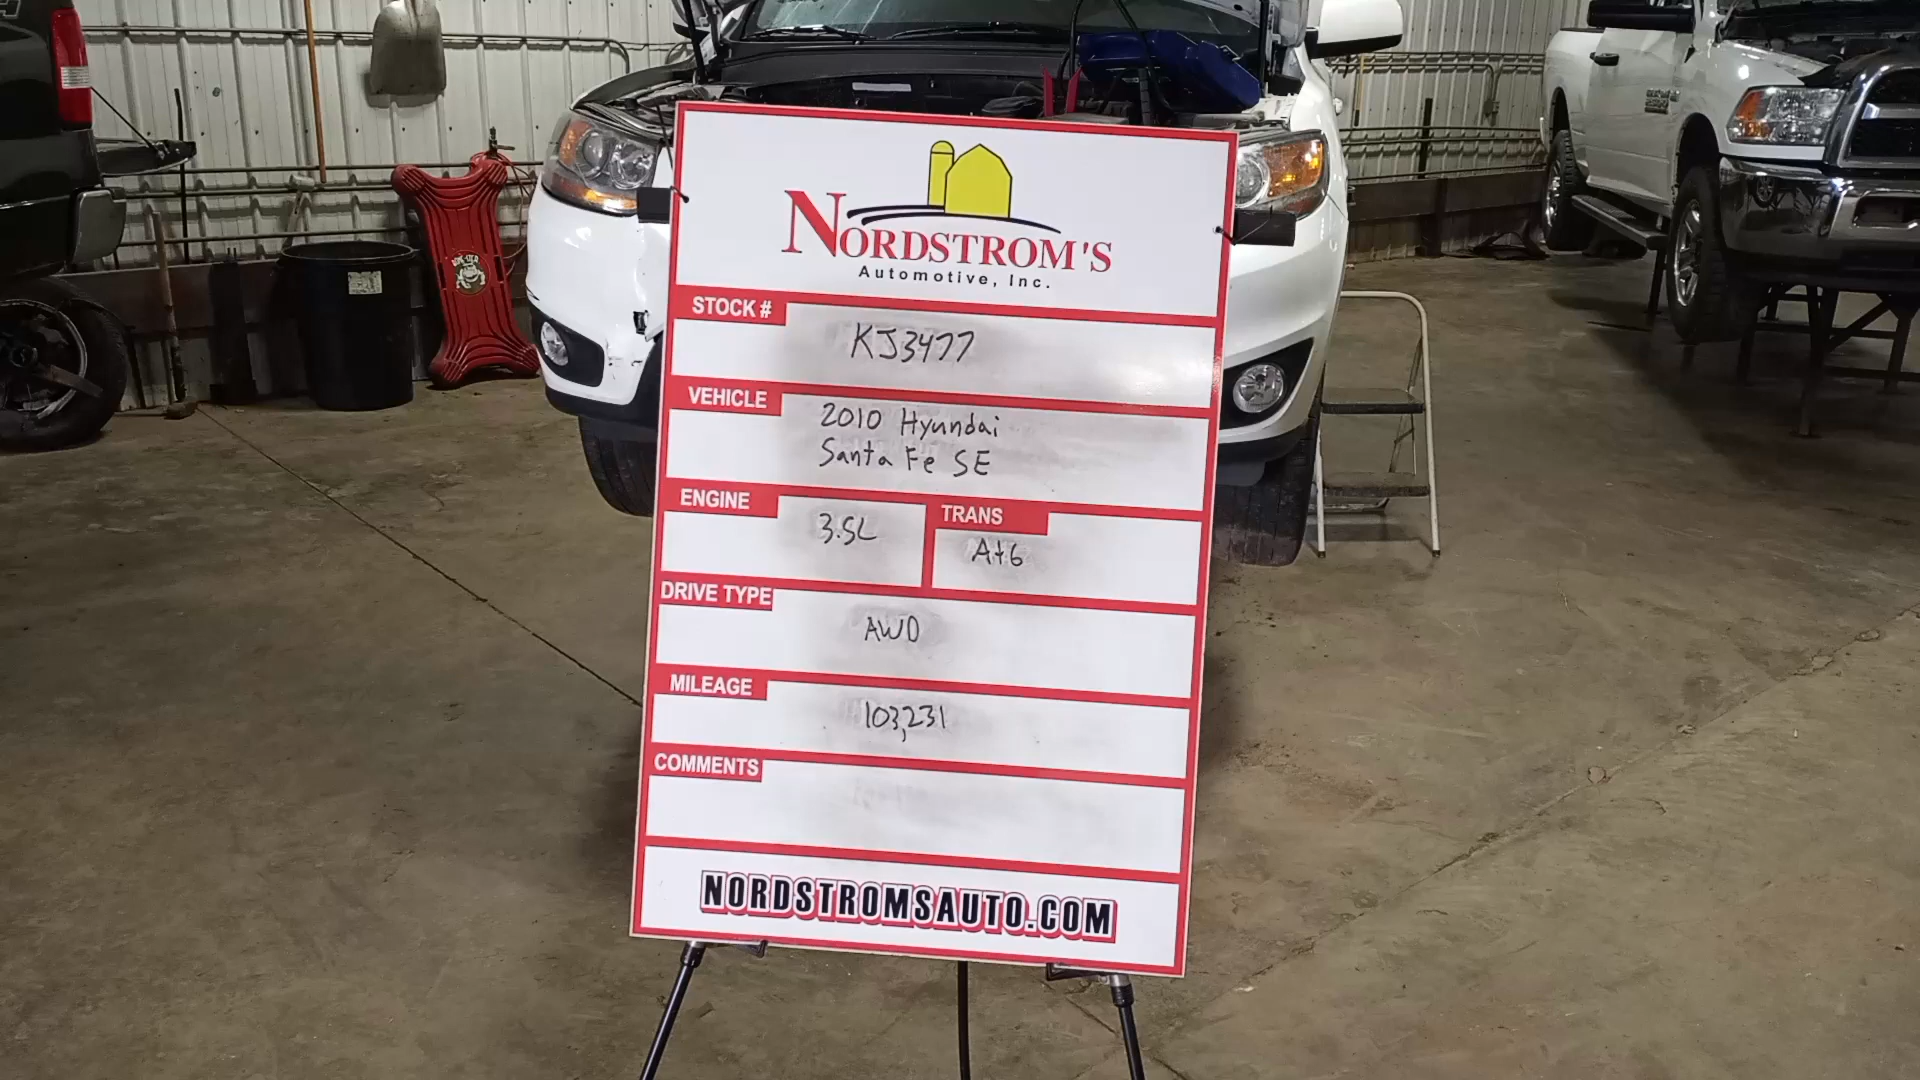 NORDSTROM'S
Automotive, Inc.
STOCK #
KJ3477
VEHICLE
2010 Hyundai
Santa Fe SE
ENGINE
3.5L
TRANS
At6
DRIVE TYPE
AWD
MILEAGE
103,231
COMMENTS
NORDSTROMSAUTO.COM